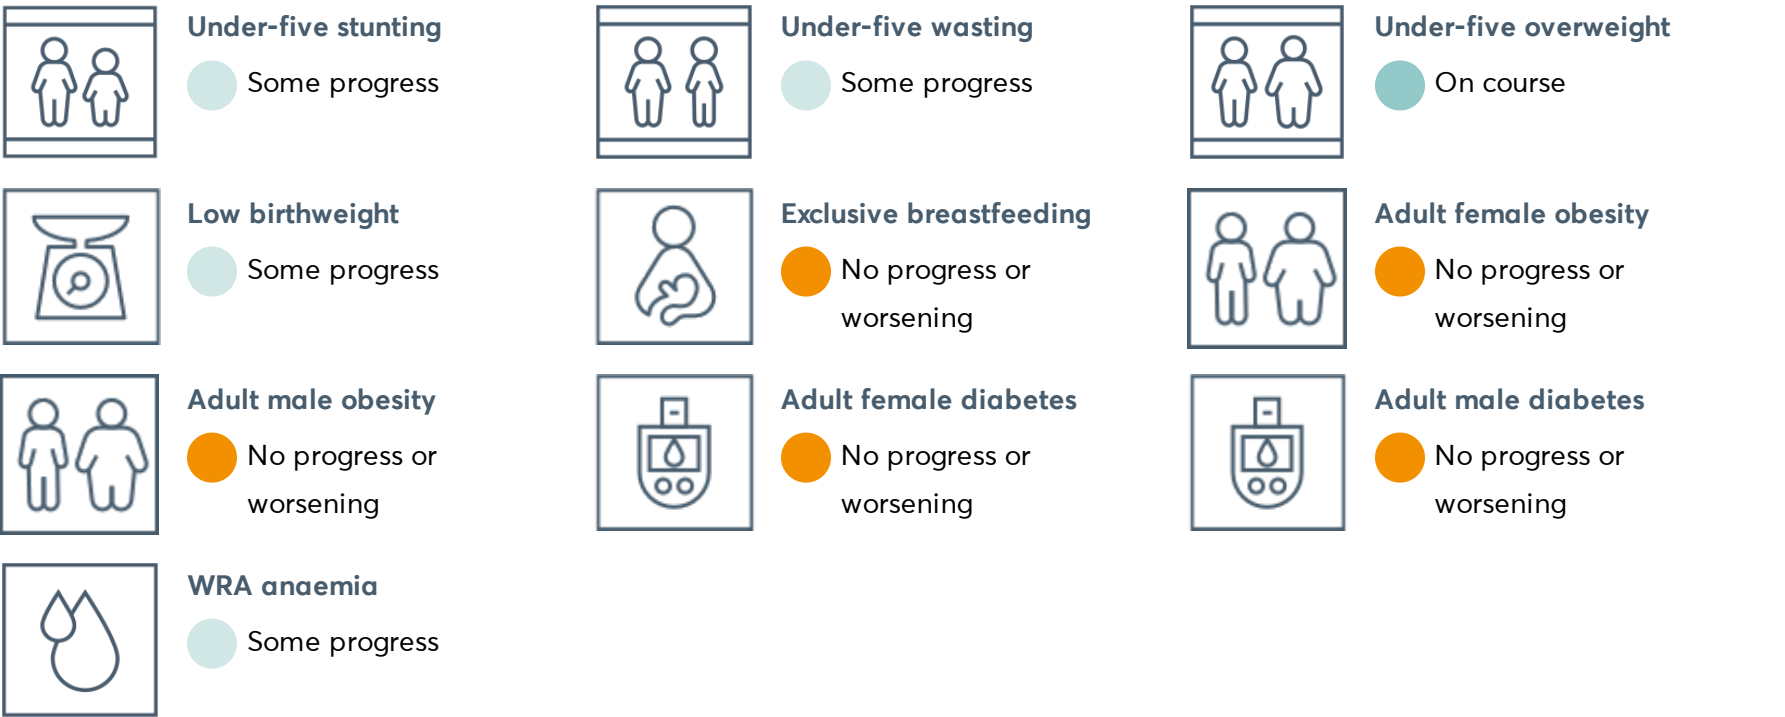 Under-five stunting
Some progress
Under-five wasting
Some progress
Under-five overweight
On course
Low birthweight
Some progress
Exclusive breastfeeding
No progress or
worsening
Adult female obesity
No progress or
worsening
Adult male obesity
No progress or
worsening
Adult female diabetes
No progress or
worsening
Adult male diabetes
No progress or
worsening
WRA anaemia
Some progress